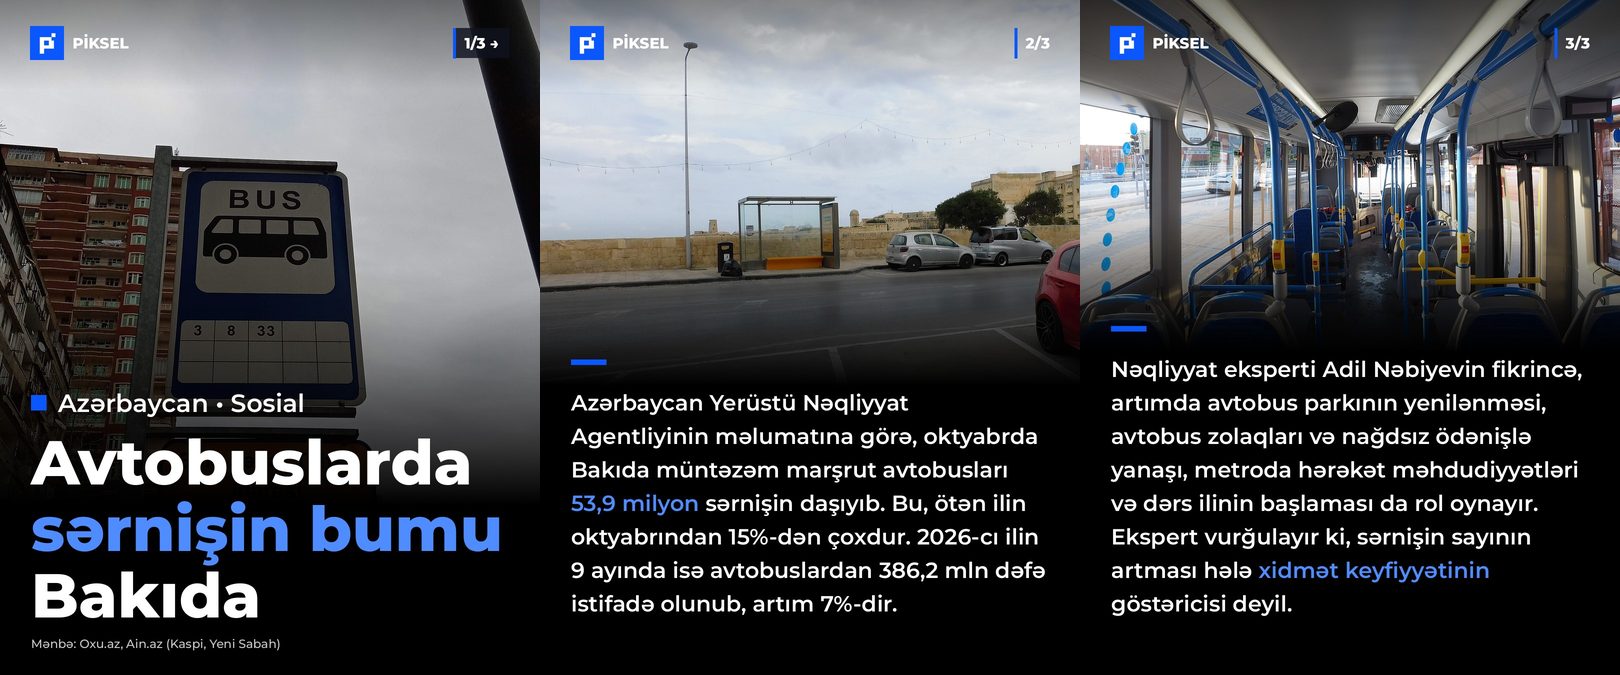 PİKSEL
1/3 →
BUS
3 8 33
Azərbaycan • Sosial
Avtobuslarda
sərnişin bumu
Bakıda
Mənbə: Oxu.az, Ain.az (Kaspi, Yeni Sabah)
PİKSEL
2/3
Azərbaycan Yerüstü Nəqliyyat
Agentliyinin məlumatına görə, oktyabrda
Bakıda müntəzəm marşrut avtobusları
53,9 milyon sərnişin daşıyıb. Bu, ötən ilin
oktyabrından 15%-dən çoxdur. 2026-cı ilin
9 ayında isə avtobuslardan 386,2 mln dəfə
istifadə olunub, artım 7%-dir.
PİKSEL
3/3
Nəqliyyat eksperti Adil Nəbiyevin fikrincə,
artımda avtobus parkının yenilənməsi,
avtobus zolaqları və nağdsız ödənişlə
yanaşı, metroda hərəkət məhdudiyyətləri
və dərs ilinin başlaması da rol oynayır.
Ekspert vurğulayır ki, sərnişin sayının
artması hələ xidmət keyfiyyətinin
göstəricisi deyil.